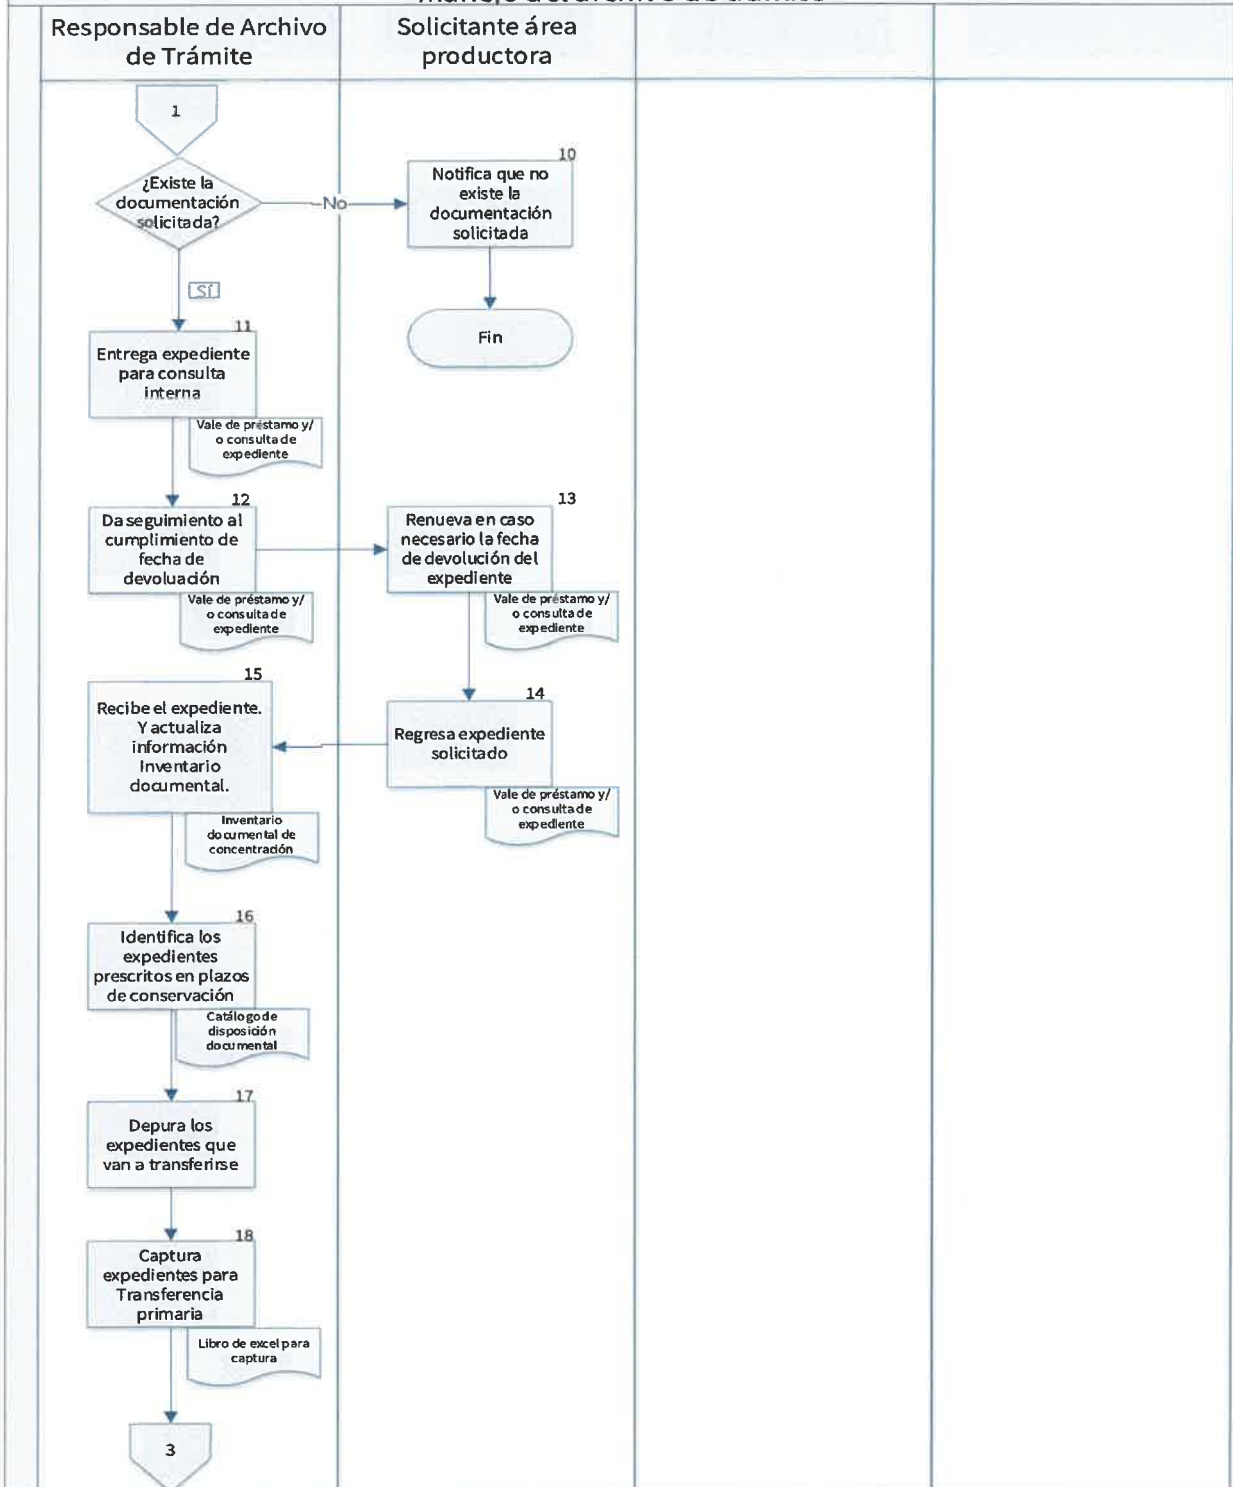 Manejo del archivo de trámite
Responsable de Archivo
de Trámite
Solicitante área
productora
1
¿Existe la
documentación
solicitada?
No
10
Notifica que no
existe la
documentación
solicitada
Sí
Fin
11
Entrega expediente
para consulta
interna
Vale de préstamo y/
o consulta de
expediente
12
Da seguimiento al
cumplimiento de
fecha de
devoluación
Vale de préstamo y/
o consulta de
expediente
13
Renueva en caso
necesario la fecha
de devolución del
expediente
Vale de préstamo y/
o consulta de
expediente
14
Regresa expediente
solicitado
Vale de préstamo y/
o consulta de
expediente
15
Recibe el expediente.
Y actualiza
información
Inventario
documental.
Inventario
documental de
concentración
16
Identifica los
expedientes
prescritos en plazos
de conservación
Catálogo de
disposición
documental
17
Depura los
expedientes que
van a transferirse
18
Captura
expedientes para
Transferencia
primaria
Libro de excel para
captura
3